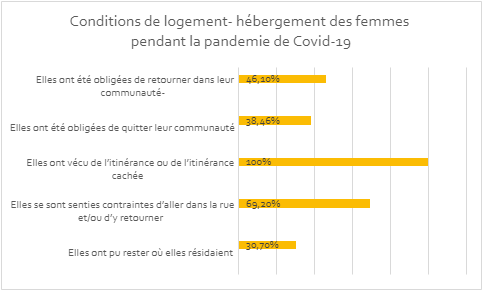 Conditions de logement- hébergement des femmes
pendant la pandemie de Covid-19
Elles ont été obligées de retourner dans leur
communauté-
46,10%
Elles ont été obligées de quitter leur communauté
38,46%
Elles ont vécu de l'itinérance ou de l'itinérance
cachée
100%
Elles se sont senties contraintes d'aller dans la rue
et/ou d'y retourner
69,20%
Elles ont pu rester où elles résidaient
30,70%